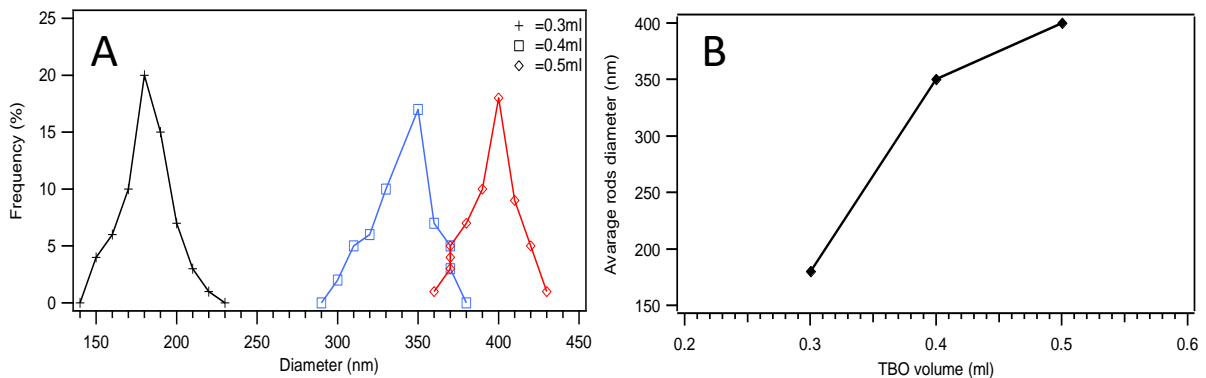 A
=0.3ml
=0.4ml
=0.5ml
Frequency (%)
25
20
15
10
5
0
150 200 250 300 350 400 450
Diameter (nm)
B
Avarage rods diameter (nm)
400
350
300
250
200
150
0.2 0.3 0.4 0.5 0.6
TBO volume (ml)